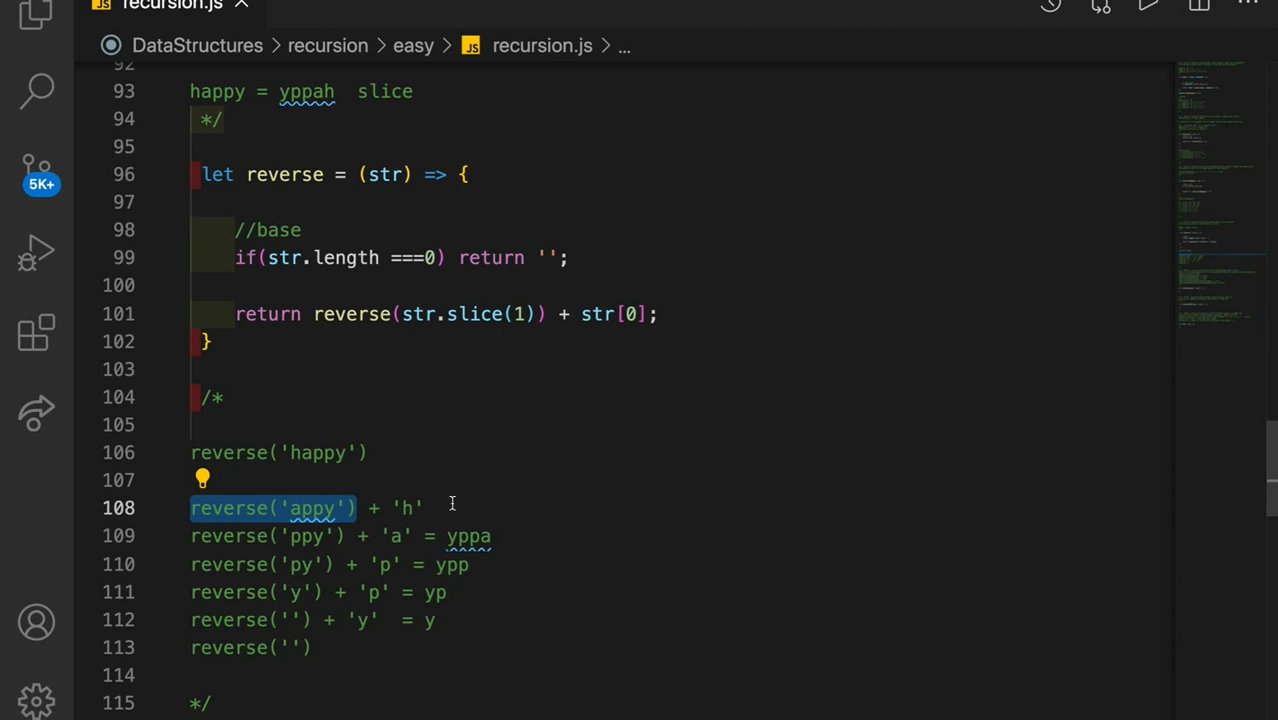 JS recursion.js
DataStructures > recursion > easy > JS recursion.js > ...
92
93 happy = yppah slice
94 */
95
96 let reverse = (str) => {
97
98 //base
99 if(str.length ===0) return '';
100
101 return reverse(str.slice(1)) + str[0];
102 }
103
104 /*
105
106 reverse('happy')
107
108 reverse('appy') + 'h'
109 reverse('ppy') + 'a' = yppa
110 reverse('py') + 'p' = ypp
111 reverse('y') + 'p' = yp
112 reverse('') + 'y' = y
113 reverse('')
114
115 */
5K+